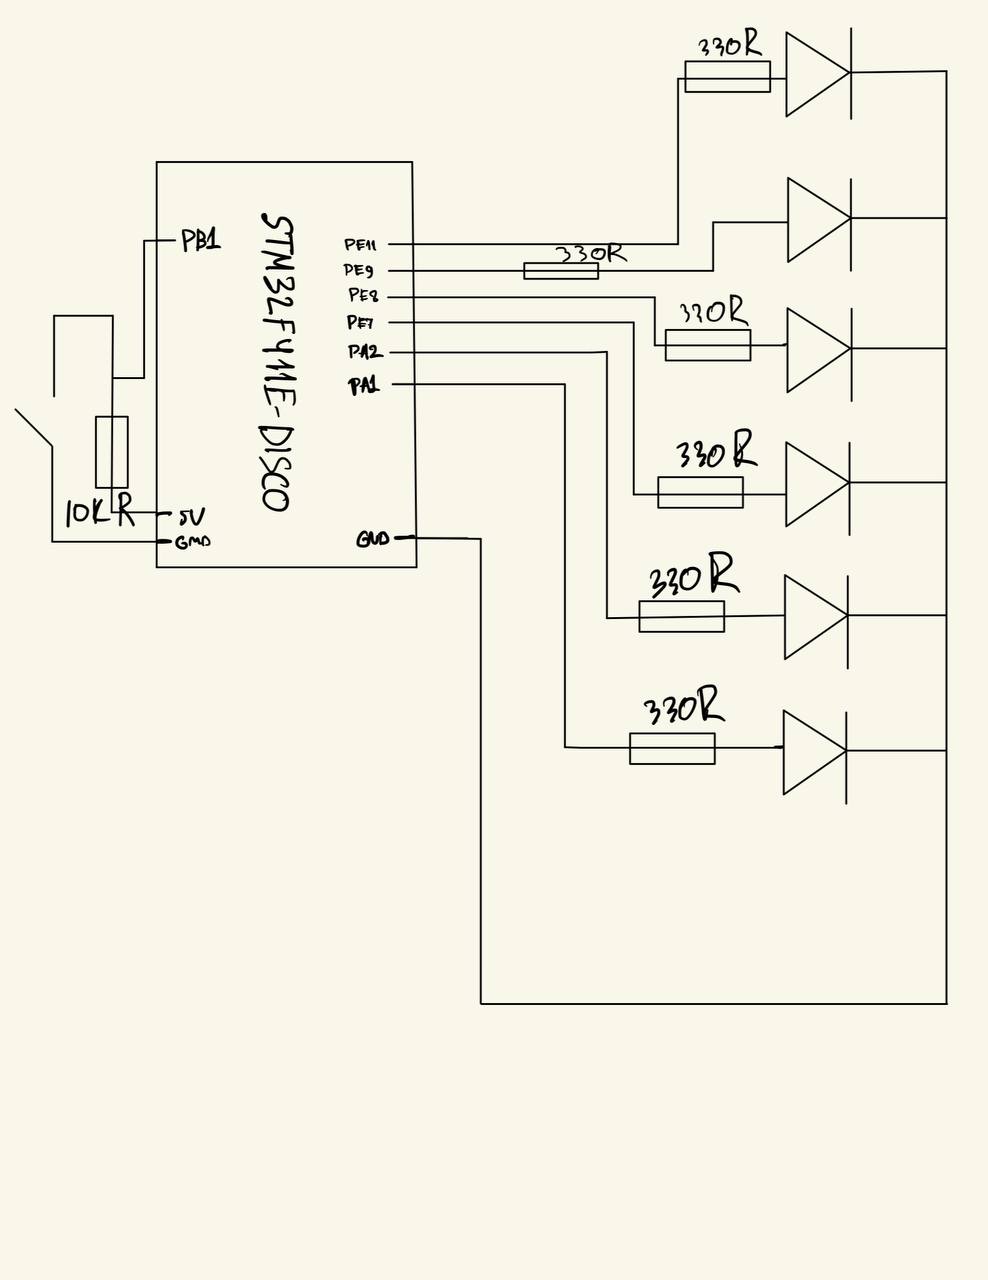 330R
PB1
STM32F411E-DISCO
PE11
330R
PE9
PE8
330R
PE7
PA2
PA1
330R
10KR
5V
GND
GND
330R
330R